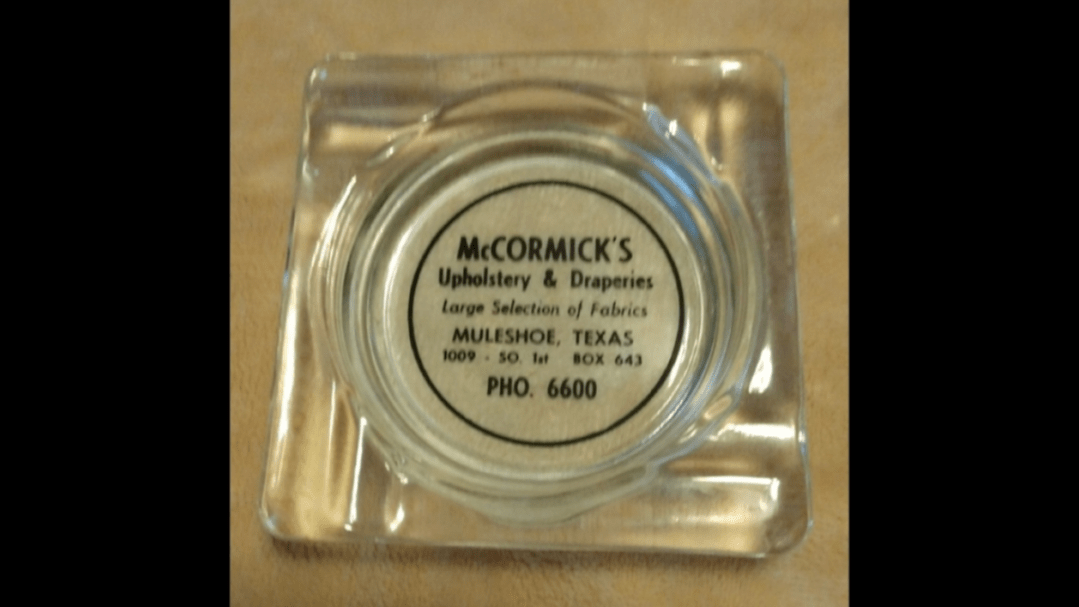 McCORMICK'S
Upholstery & Draperies
Large Selection of Fabrics
MULESHOE, TEXAS
1009 - SO. 1st BOX 643
PHO. 6600